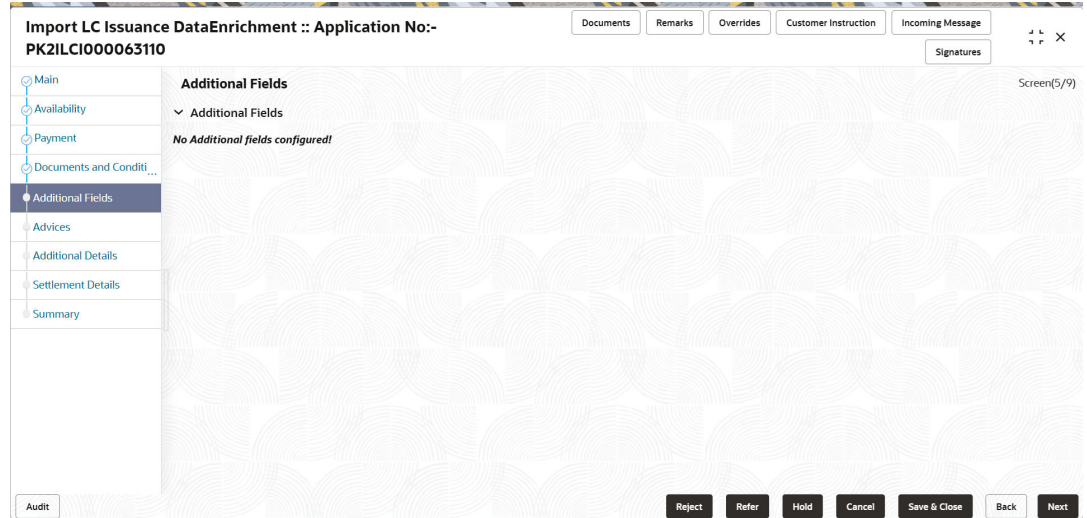 Import LC Issuance DataEnrichment :: Application No:-
PK2ILCI000063110
Documents
Remarks
Overrides
Customer Instruction
Incoming Message
Signatures
Main
Availability
Payment
Documents and Conditi...
Additional Fields
Advices
Additional Details
Settlement Details
Summary
Additional Fields
Screen(5/9)
Additional Fields
No Additional fields configured!
Audit
Reject
Refer
Hold
Cancel
Save & Close
Back
Next